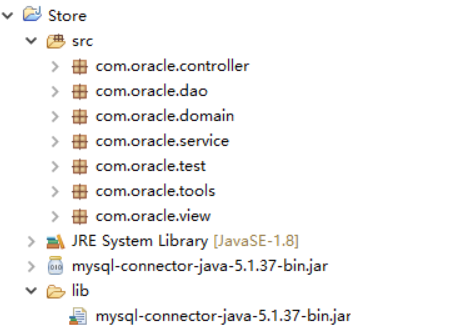 Store
src
com.oracle.controller
com.oracle.dao
com.oracle.domain
com.oracle.service
com.oracle.test
com.oracle.tools
com.oracle.view
JRE System Library [JavaSE-1.8]
mysql-connector-java-5.1.37-bin.jar
lib
mysql-connector-java-5.1.37-bin.jar